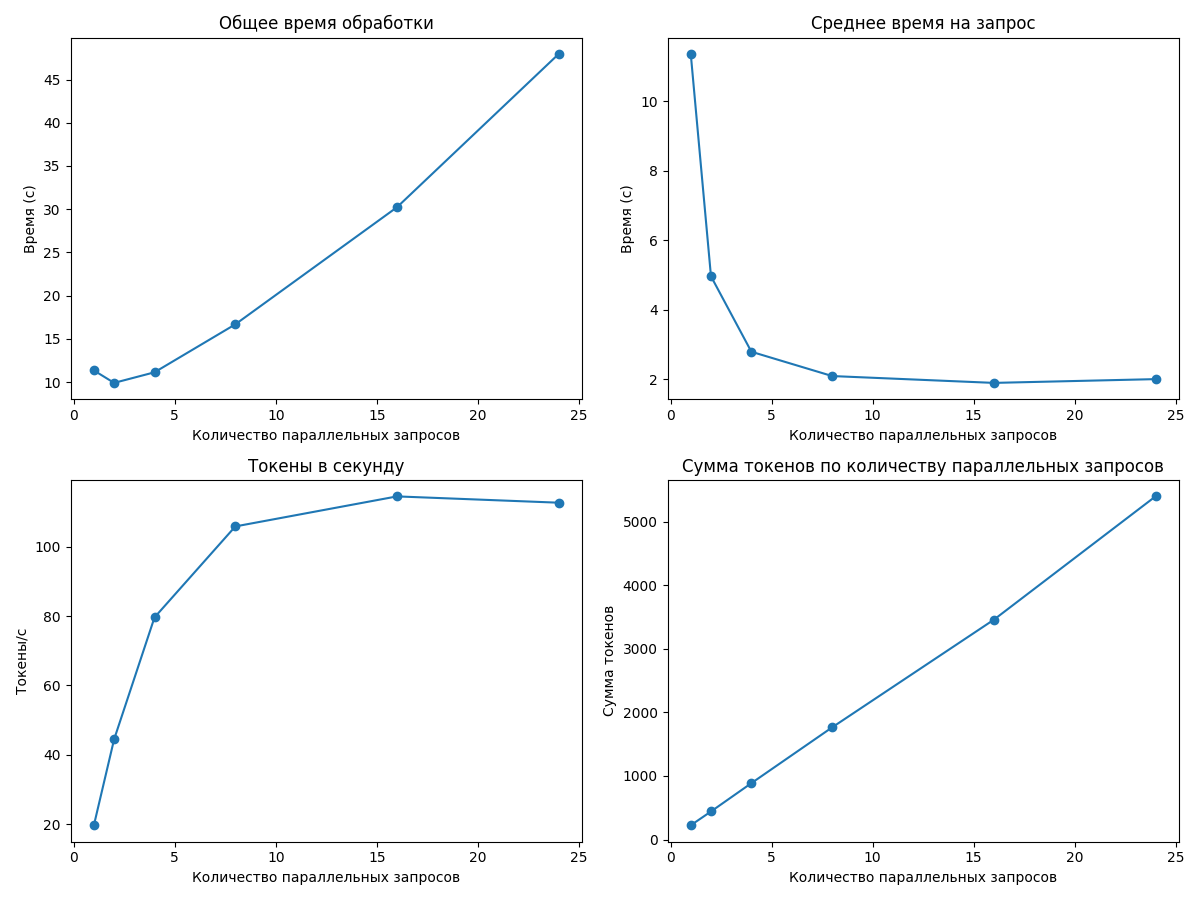 Общее время обработки
Время (с)
45
40
35
30
25
20
15
10
0 5 10 15 20 25
Количество параллельных запросов
Среднее время на запрос
Время (с)
10
8
6
4
2
0 5 10 15 20 25
Количество параллельных запросов
Токены в секунду
Токены/с
100
80
60
40
20
0 5 10 15 20 25
Количество параллельных запросов
Сумма токенов по количеству параллельных запросов
Сумма токенов
5000
4000
3000
2000
1000
0
0 5 10 15 20 25
Количество параллельных запросов